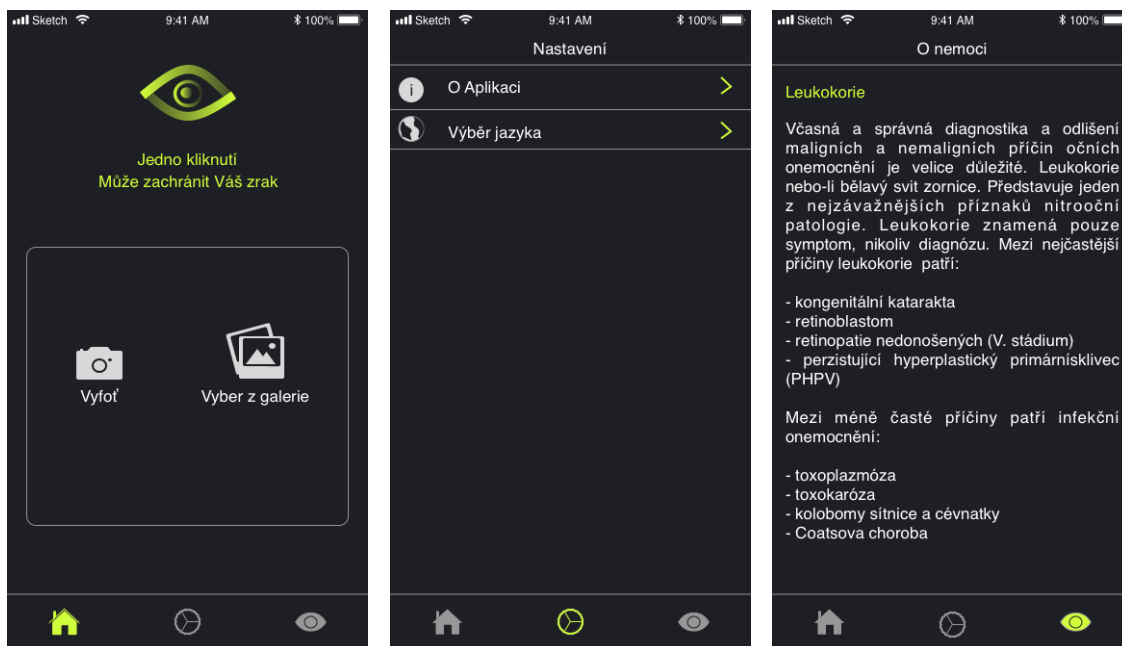 Sketch 9:41 AM 100%
Jedno kliknutí
Může zachránit Váš zrak
Vyfoť
Vyber z galerie
Sketch 9:41 AM 100%
Nastavení
i O Aplikaci
Výběr jazyka
Sketch 9:41 AM 100%
O nemoci
Leukokorie
Včasná a správná diagnostika a odlišení
maligních a nemaligních příčin očních
onemocnění je velice důležité. Leukokorie
nebo-li bělavý svit zornice. Představuje jeden
z nejzávažnějších příznaků nitrooční
patologie. Leukokorie znamená pouze
symptom, nikoliv diagnózu. Mezi nejčastější
příčiny leukokorie patří:
- kongenitální katarakta
- retinoblastom
- retinopatie nedonošených (V. stádium)
- perzistující hyperplastický primárnísklivec
(PHPV)
Mezi méně časté příčiny patří infekční
onemocnění:
- toxoplazmóza
- toxokaróza
- kolobomy sítnice a cévnatky
- Coatsova choroba